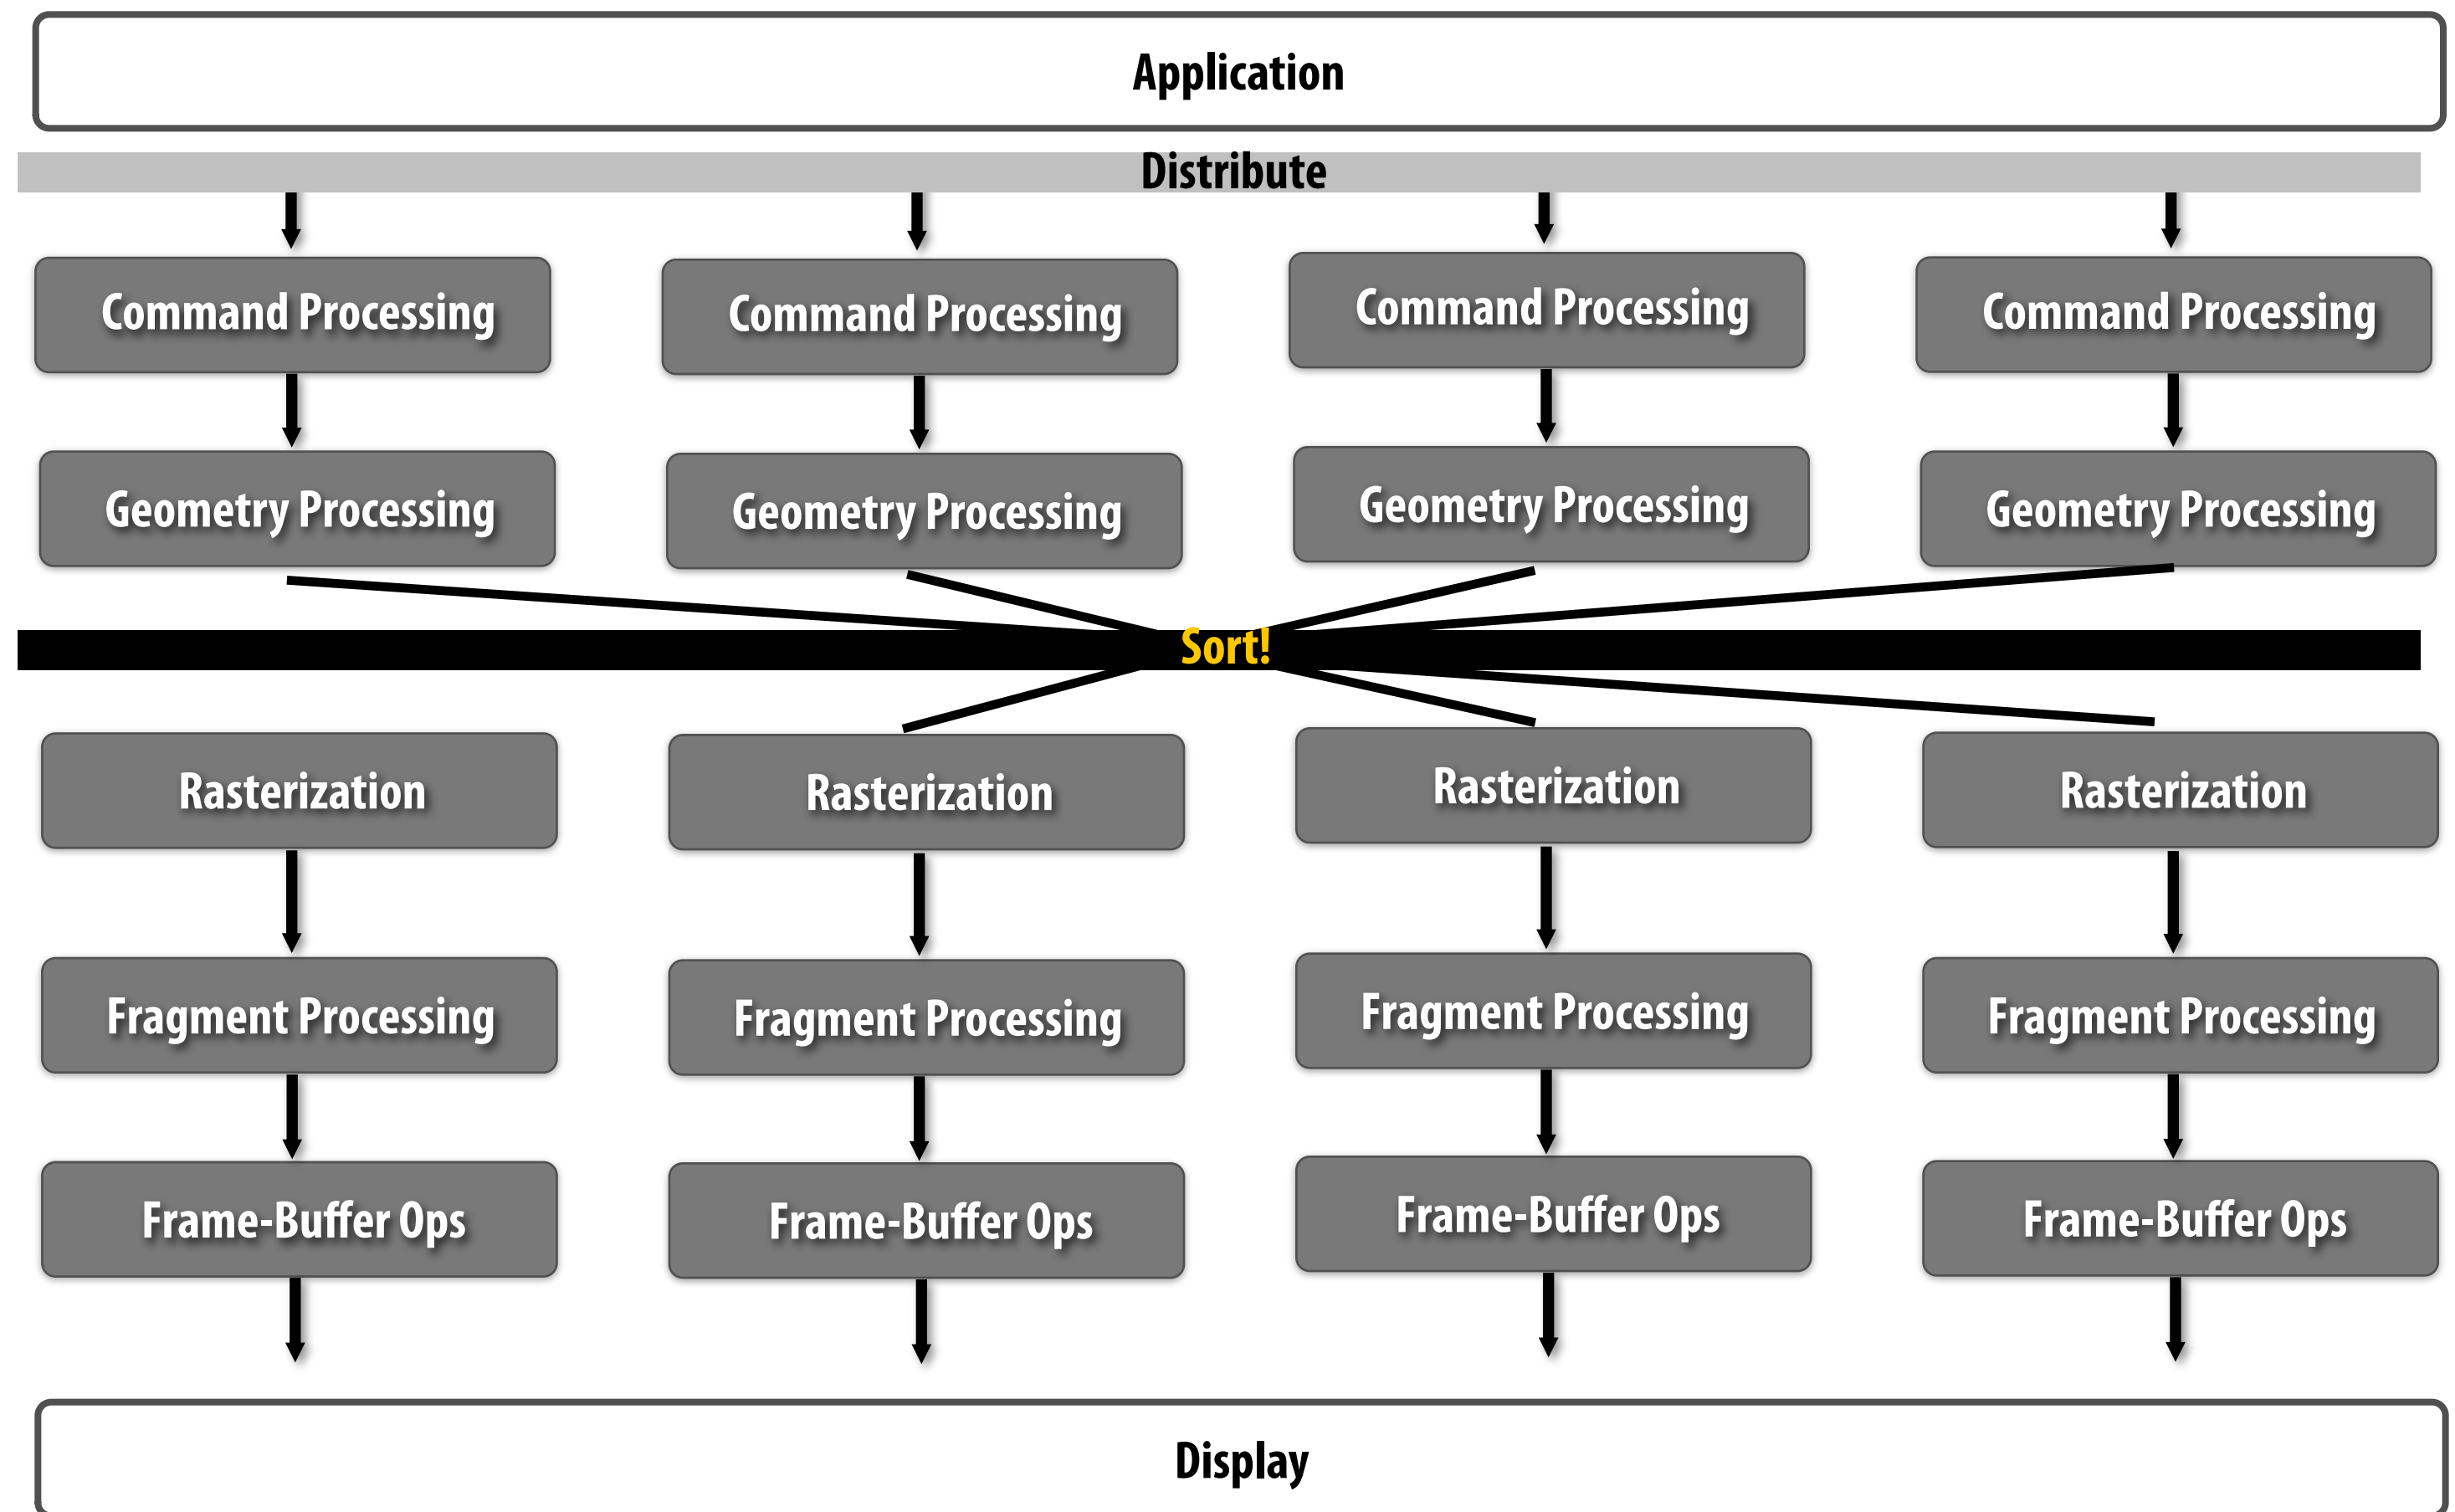 Application
Distribute
Command Processing
Command Processing
Command Processing
Command Processing
Geometry Processing
Geometry Processing
Geometry Processing
Geometry Processing
Sort!
Rasterization
Rasterization
Rasterization
Rasterization
Fragment Processing
Fragment Processing
Fragment Processing
Fragment Processing
Frame-Buffer Ops
Frame-Buffer Ops
Frame-Buffer Ops
Frame-Buffer Ops
Display